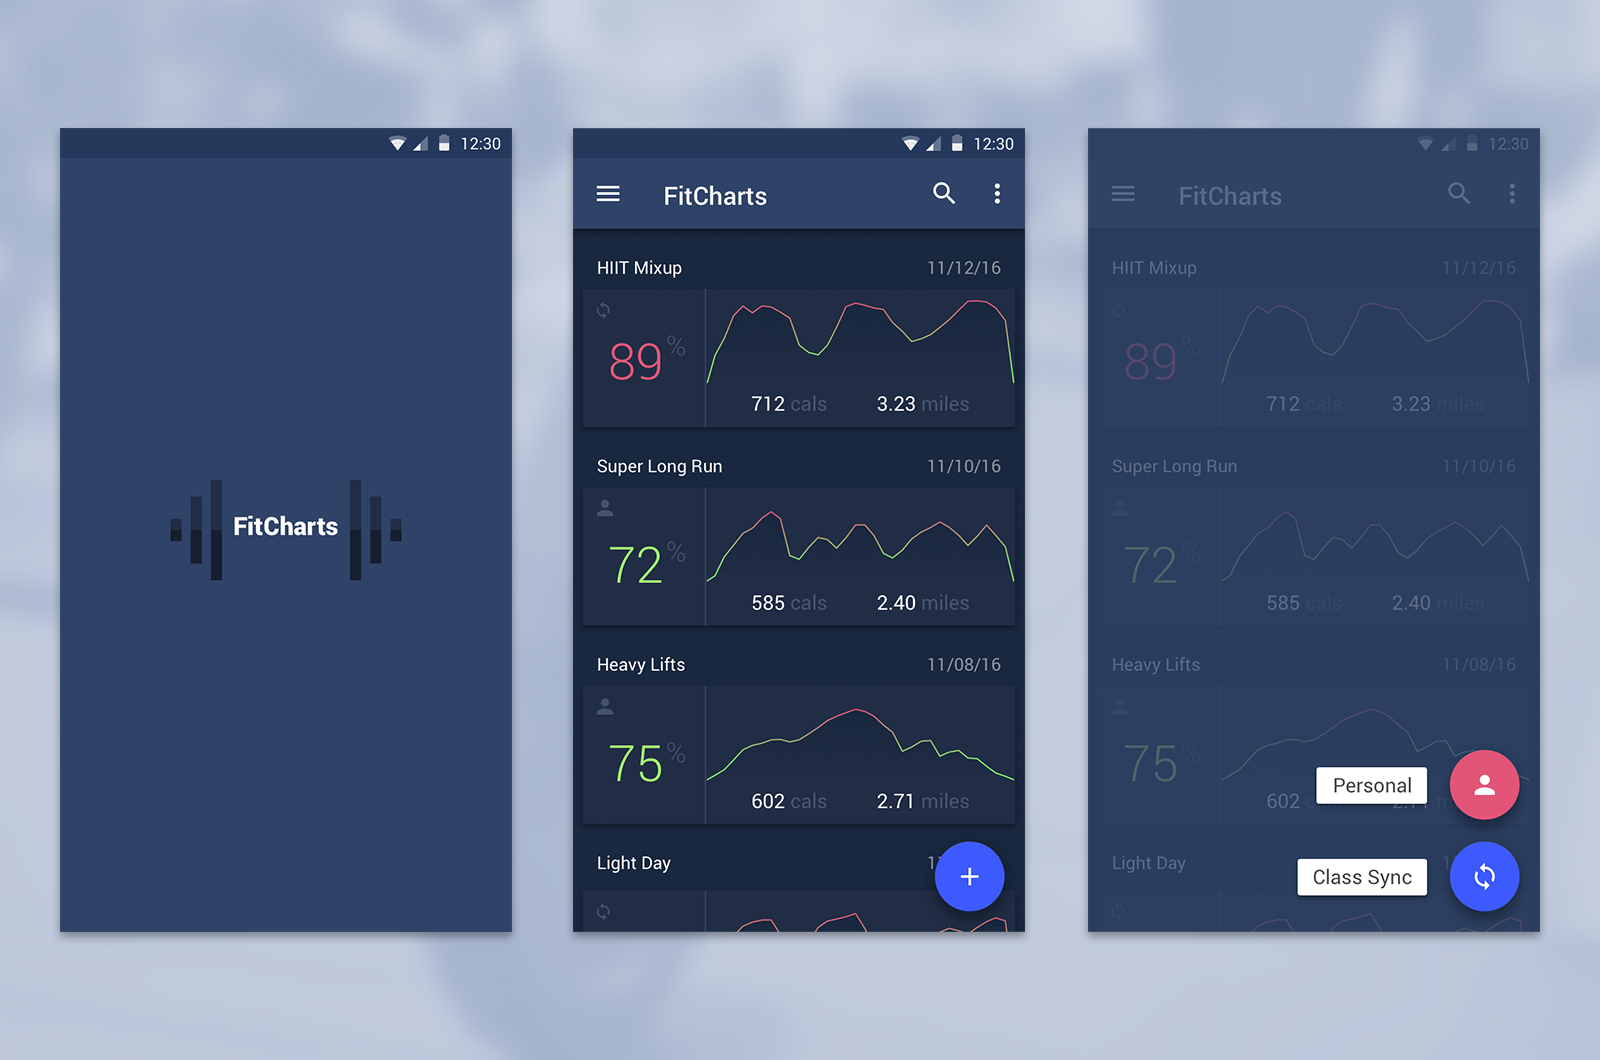 12:30
FitCharts
12:30
FitCharts
HIIT Mixup 11/12/16
89 %
712 cals 3.23 miles
Super Long Run 11/10/16
72 %
585 cals 2.40 miles
Heavy Lifts 11/08/16
75 %
602 cals 2.71 miles
Light Day
12:30
FitCharts
HIIT Mixup 11/12/16
89 %
712 cals 3.23 miles
Super Long Run 11/10/16
72 %
585 cals 2.40 miles
Heavy Lifts 11/08/16
75 %
Personal
602
Light Day
Class Sync